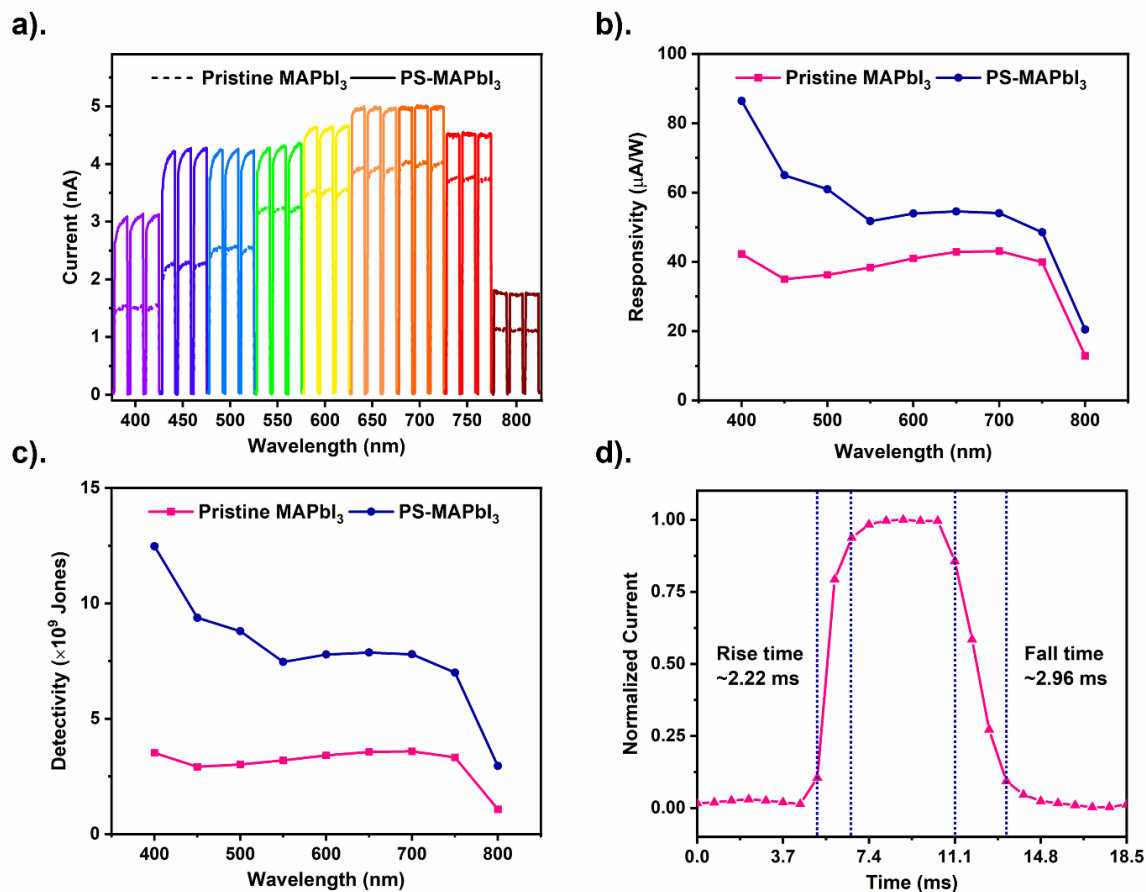 a).
Pristine MAPbI₃ PS-MAPbI₃
Current (nA)
5
4
3
2
1
0
400 450 500 550 600 650 700 750 800
Wavelength (nm)
b).
Pristine MAPbI₃ PS-MAPbI₃
Responsivity (μA/W)
100
80
60
40
20
0
400 500 600 700 800
Wavelength (nm)
c).
Pristine MAPbI₃ PS-MAPbI₃
Detectivity (×10⁹ Jones)
15
10
5
0
400 450 500 550 600 650 700 750 800
Wavelength (nm)
d).
Normalized Current
1.00
0.75
0.50
0.25
0.00
Rise time
~2.22 ms
Fall time
~2.96 ms
0.0 3.7 7.4 11.1 14.8 18.5
Time (ms)